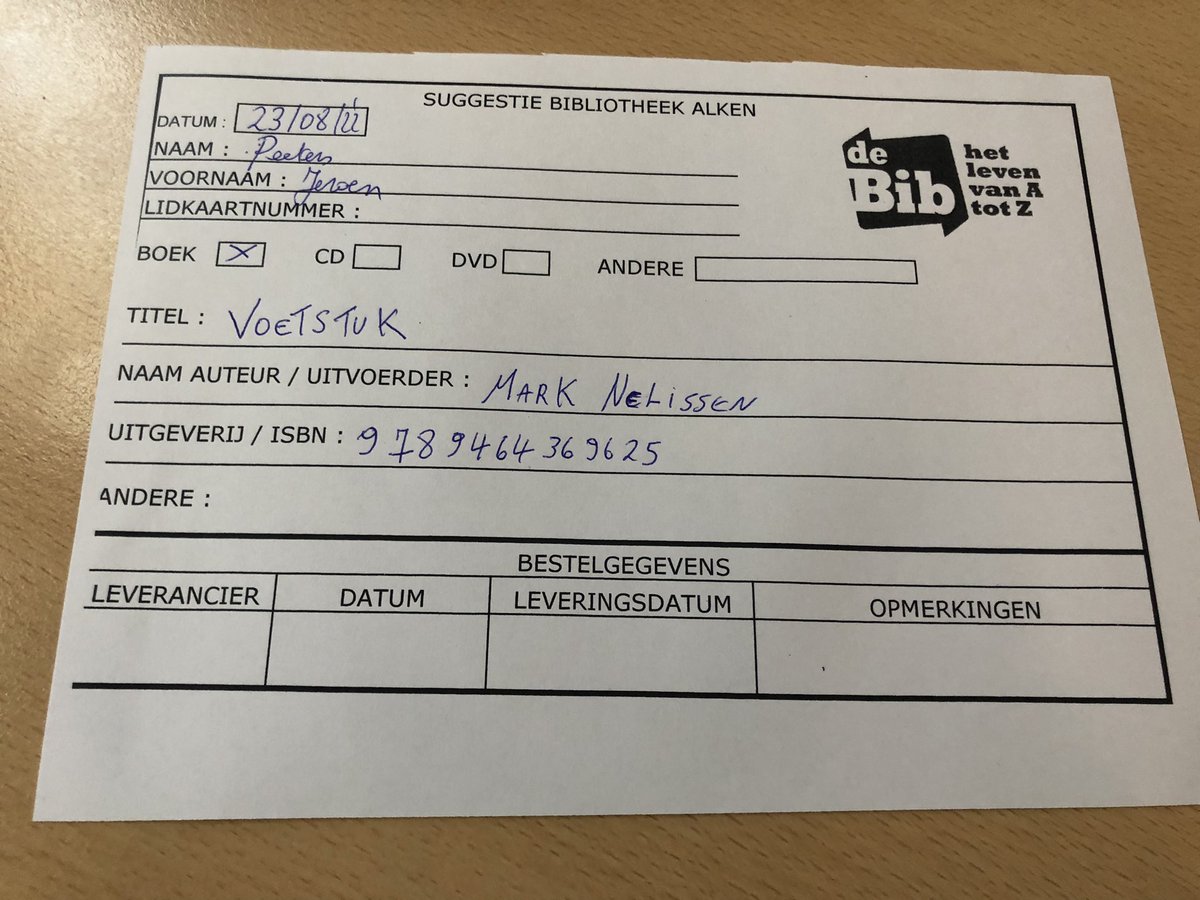 SUGGESTIE BIBLIOTHEEK ALKEN
DATUM : 23/08/22
NAAM : Peeters
VOORNAAM : Jeroen
LIDKAARTNUMMER :
de Bib
het leven van A tot Z
BOEK X CD DVD ANDERE
TITEL : VOETSTUK
NAAM AUTEUR / UITVOERDER : MARK NELISSEN
UITGEVERIJ / ISBN : 9789464369625
ANDERE :
BESTELGEGEVENS
LEVERANCIER DATUM LEVERINGSDATUM OPMERKINGEN